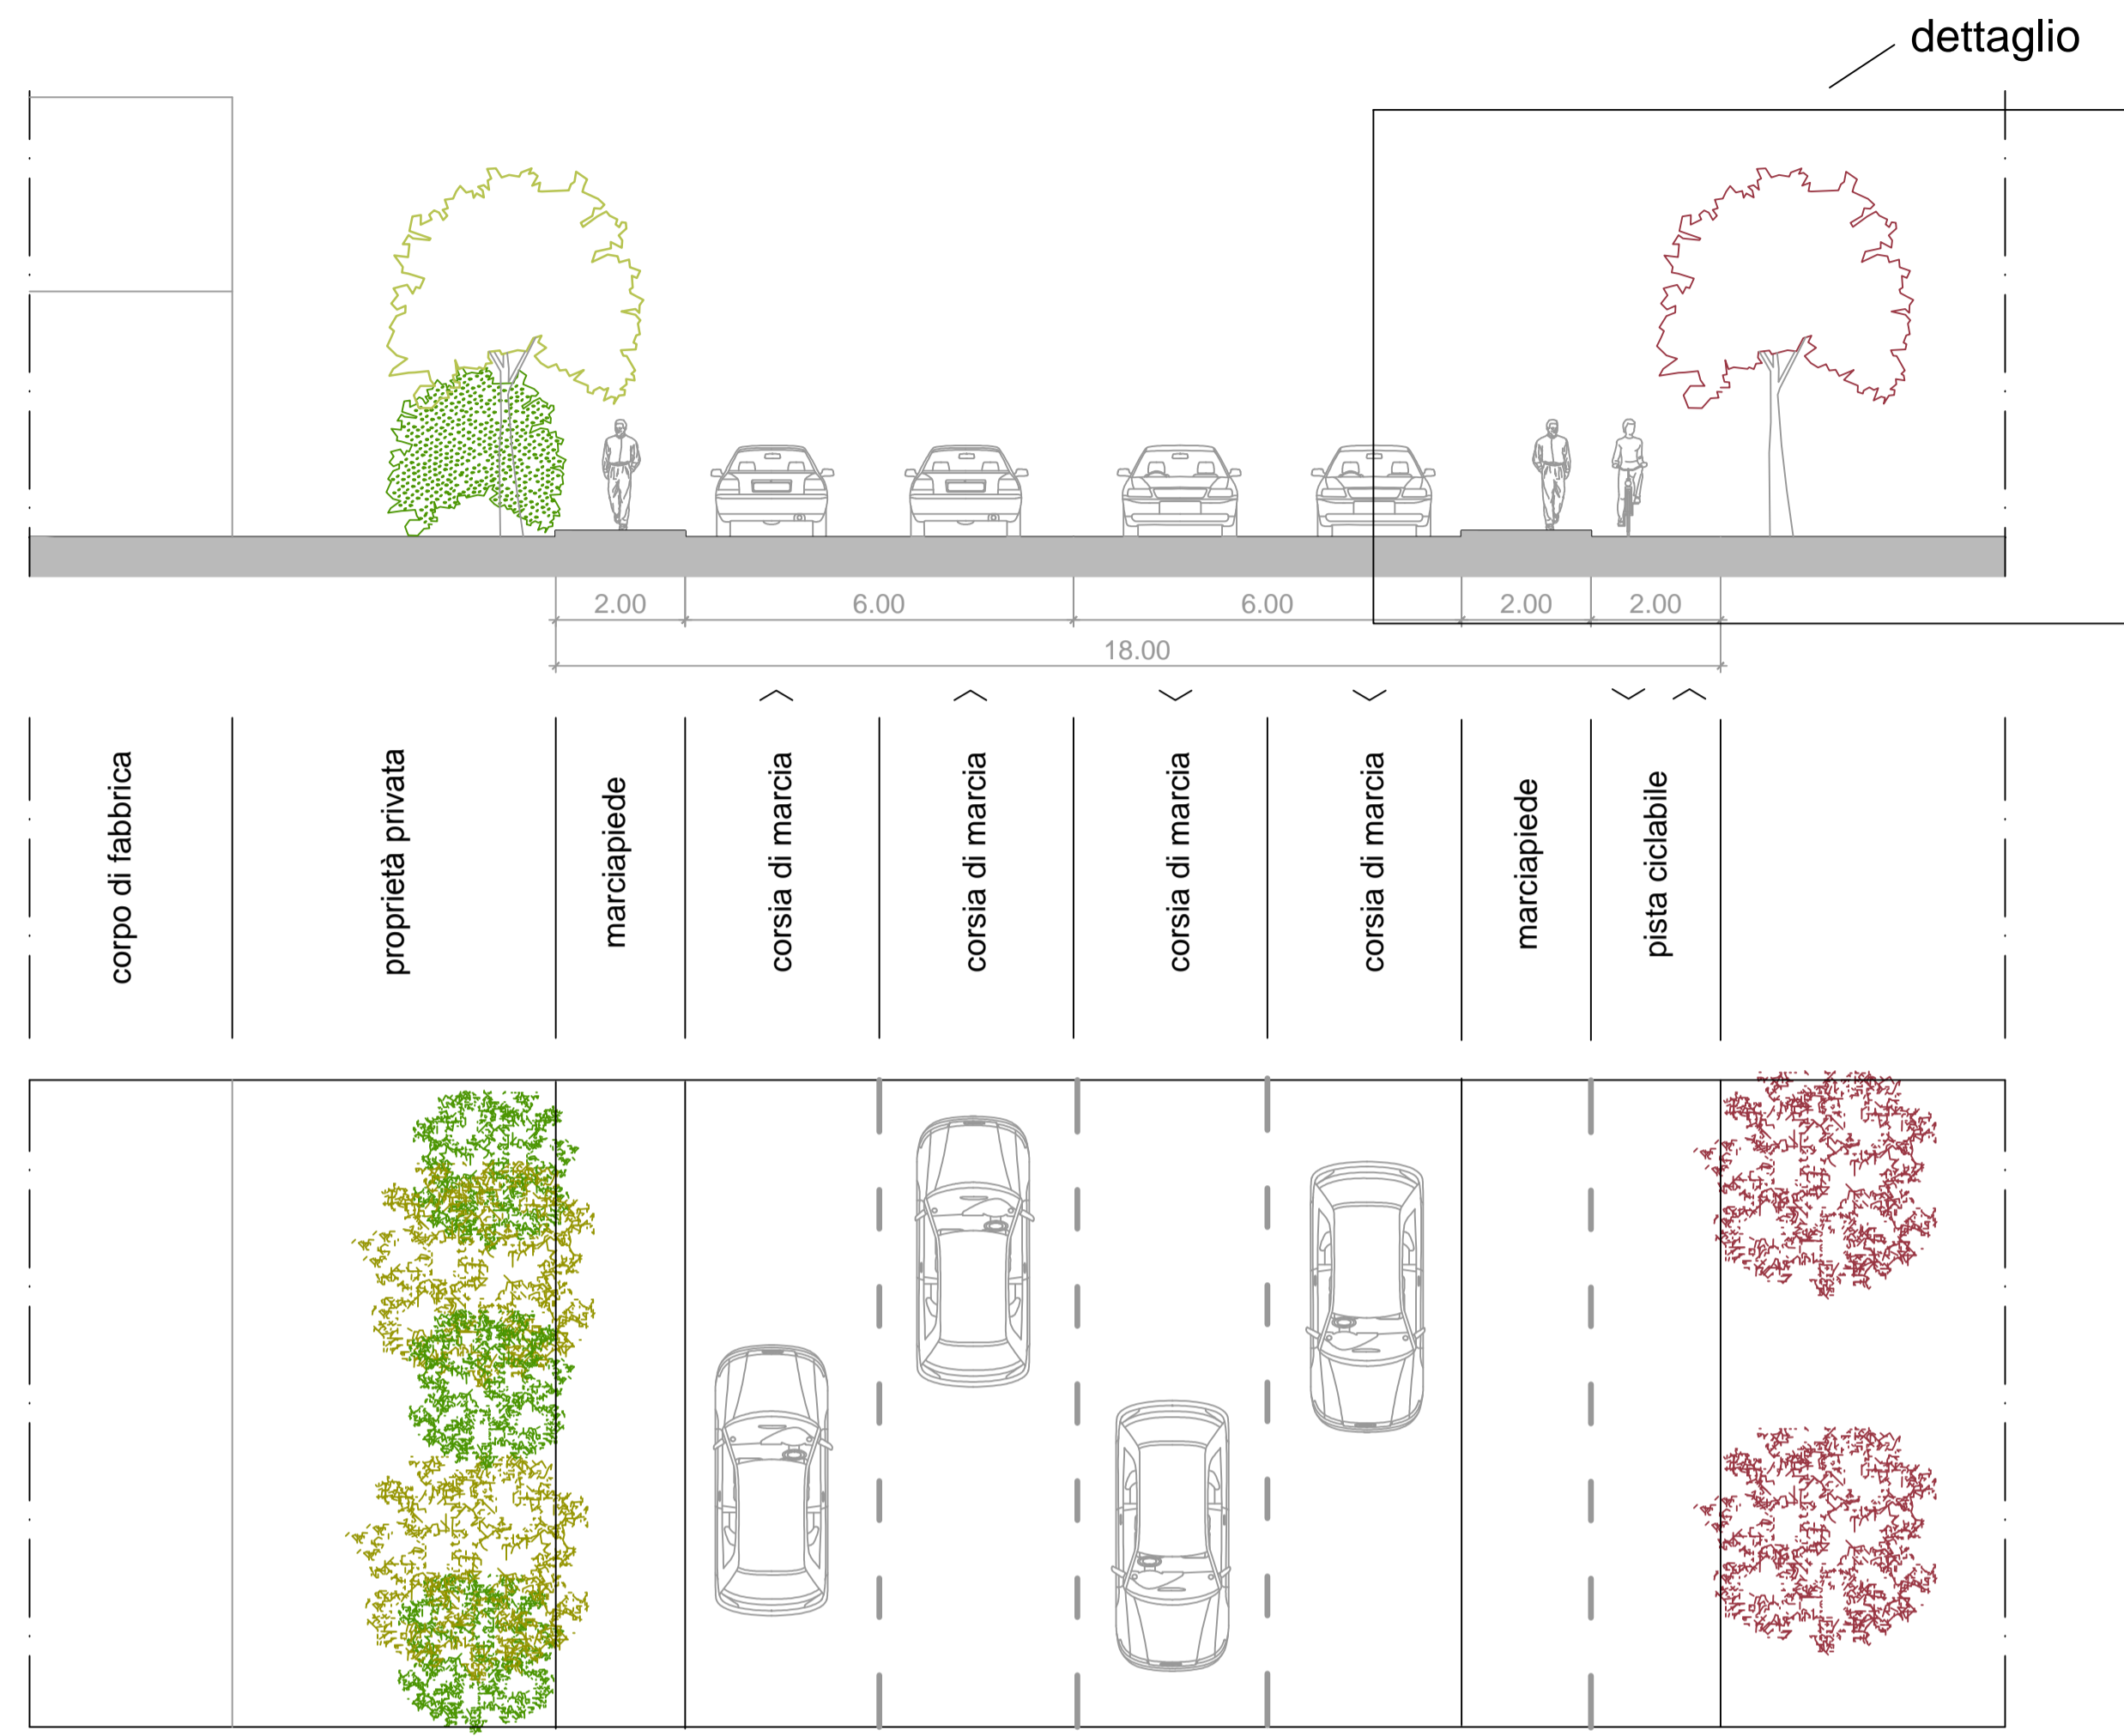 dettaglio
2.00
6.00
6.00
2.00
2.00
18.00
corpo di fabbrica
proprietà privata
marciapiede
corsia di marcia
corsia di marcia
corsia di marcia
corsia di marcia
marciapiede
pista ciclabile